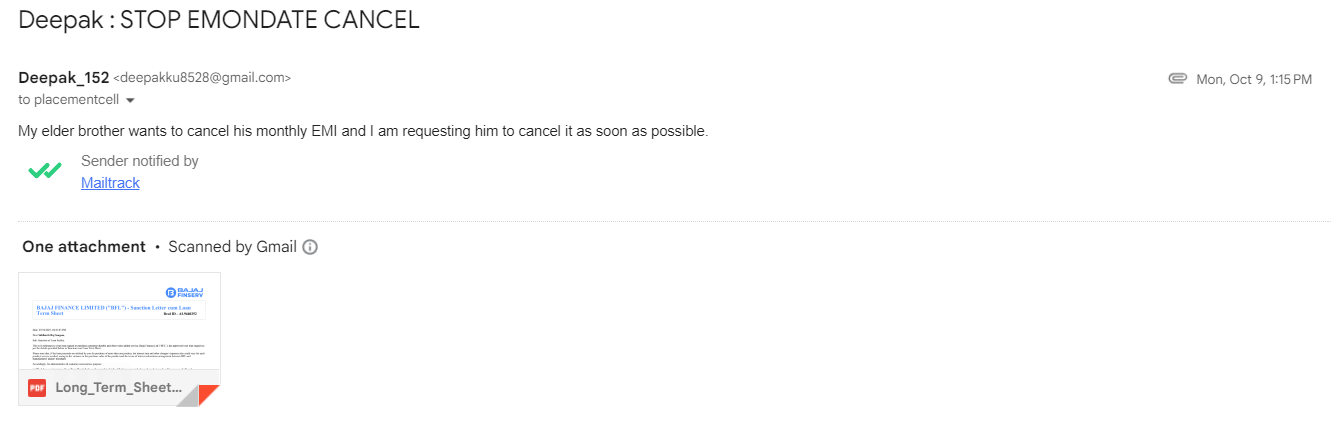 Deepak : STOP EMONDATE CANCEL
Deepak_152 <deepakku8528@gmail.com>
Mon, Oct 9, 1:15 PM
to placementcell
My elder brother wants to cancel his monthly EMI and I am requesting him to cancel it as soon as possible.
Sender notified by
Mailtrack
One attachment • Scanned by Gmail
BAJAJ
FINSERV
BAJAJ FINANCE LIMITED ("BFL") - Sanction Letter cum Loan
Term Sheet
PDF Long_Term_Sheet...